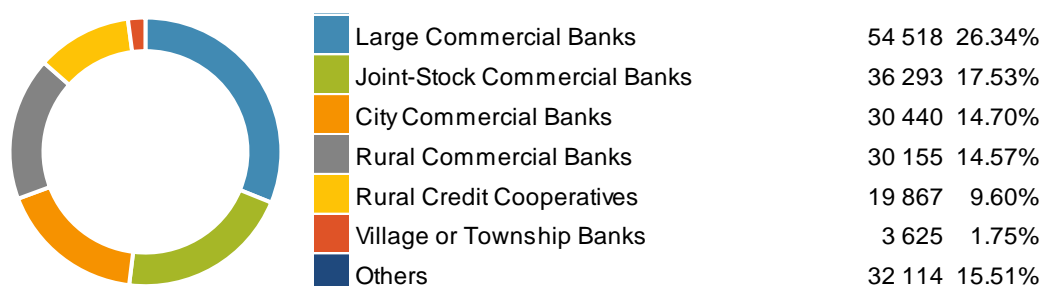 Large Commercial Banks 54 518 26.34%
Joint-Stock Commercial Banks 36 293 17.53%
City Commercial Banks 30 440 14.70%
Rural Commercial Banks 30 155 14.57%
Rural Credit Cooperatives 19 867 9.60%
Village or Township Banks 3 625 1.75%
Others 32 114 15.51%